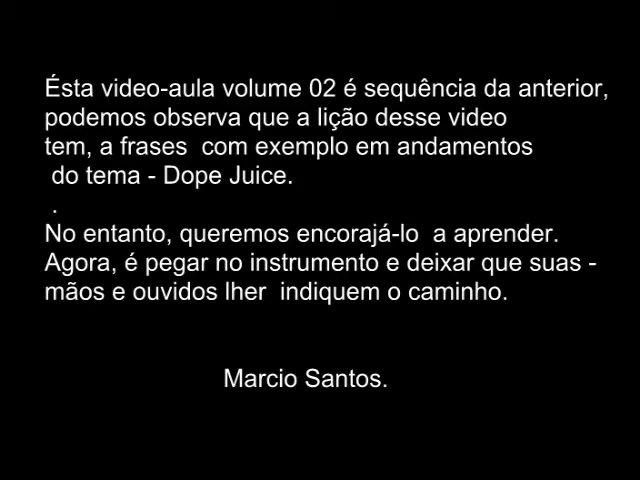 Ésta video-aula volume 02 é sequência da anterior,
podemos observa que a lição desse video
tem, a frases  com exemplo em andamentos
do tema - Dope Juice.
.
No entanto, queremos encorajá-lo  a aprender.
Agora, é pegar no instrumento e deixar que suas -
mãos e ouvidos lher  indiquem o caminho.
Marcio Santos.